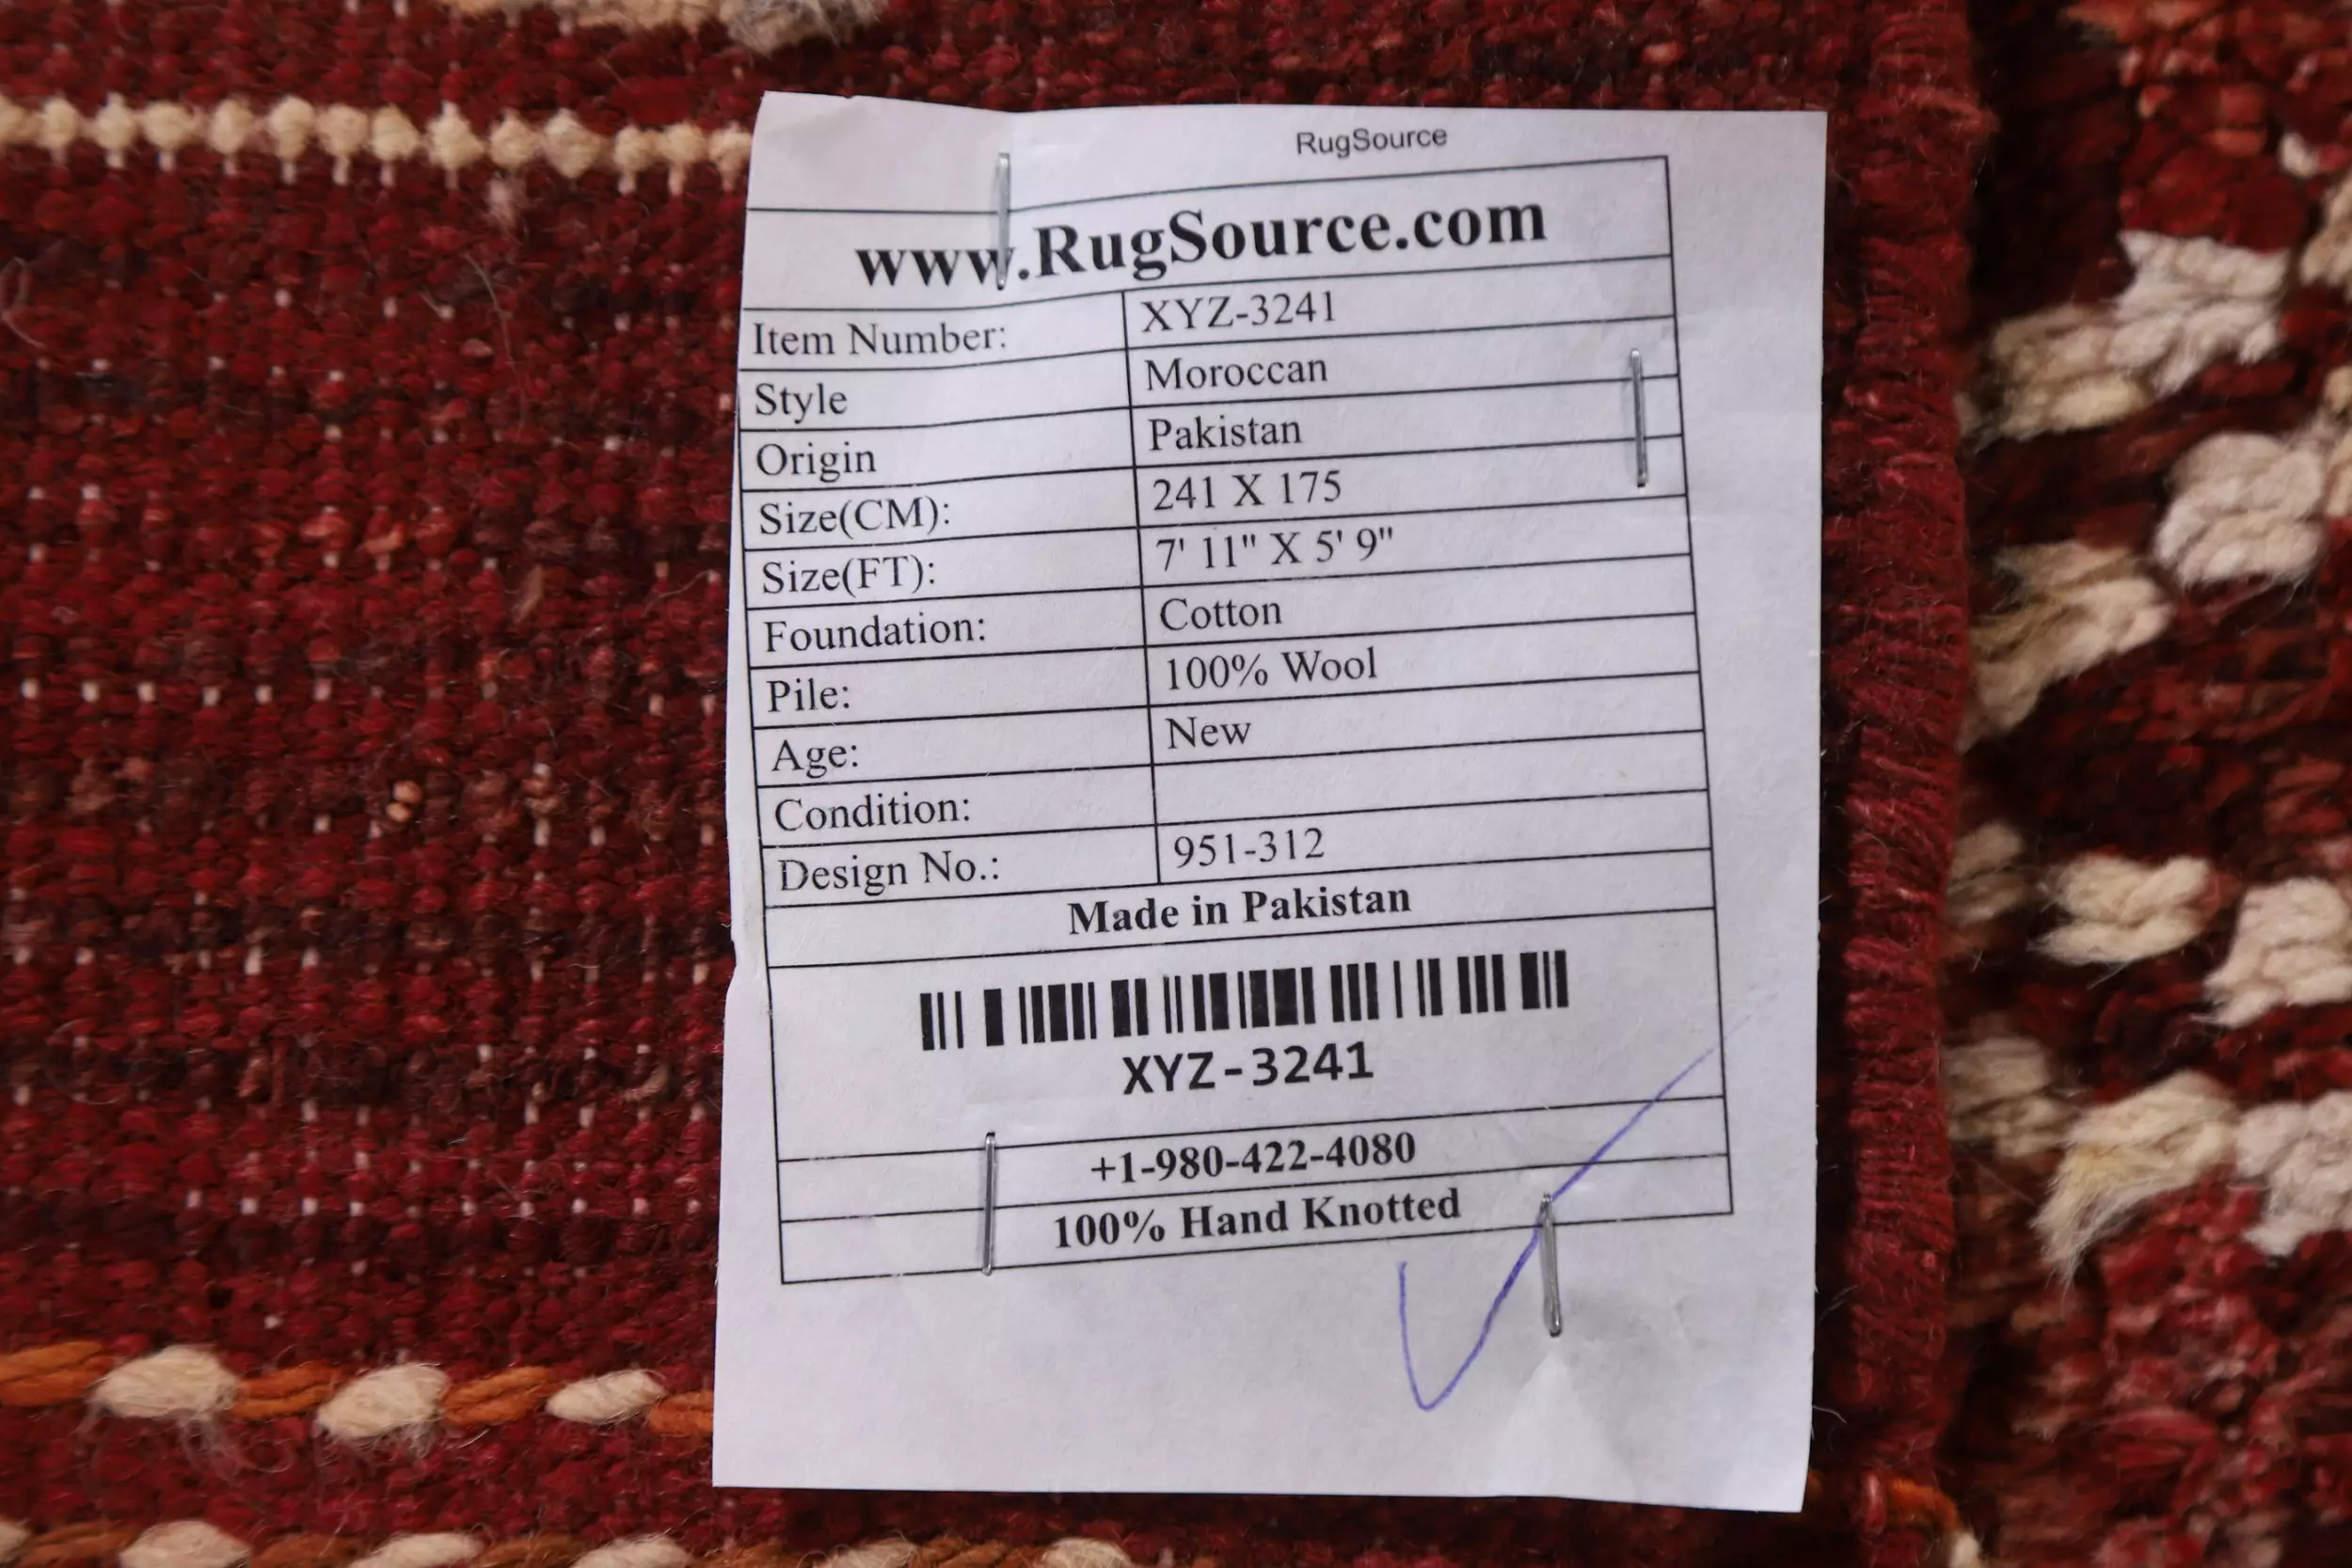 RugSource
www.RugSource.com
Item Number: XYZ-3241
Style Moroccan
Origin Pakistan
Size(CM): 241 X 175
Size(FT): 7' 11" X 5' 9"
Foundation: Cotton
Pile: 100% Wool
Age: New
Condition:
Design No.: 951-312
Made in Pakistan
XYZ-3241
+1-980-422-4080
100% Hand Knotted